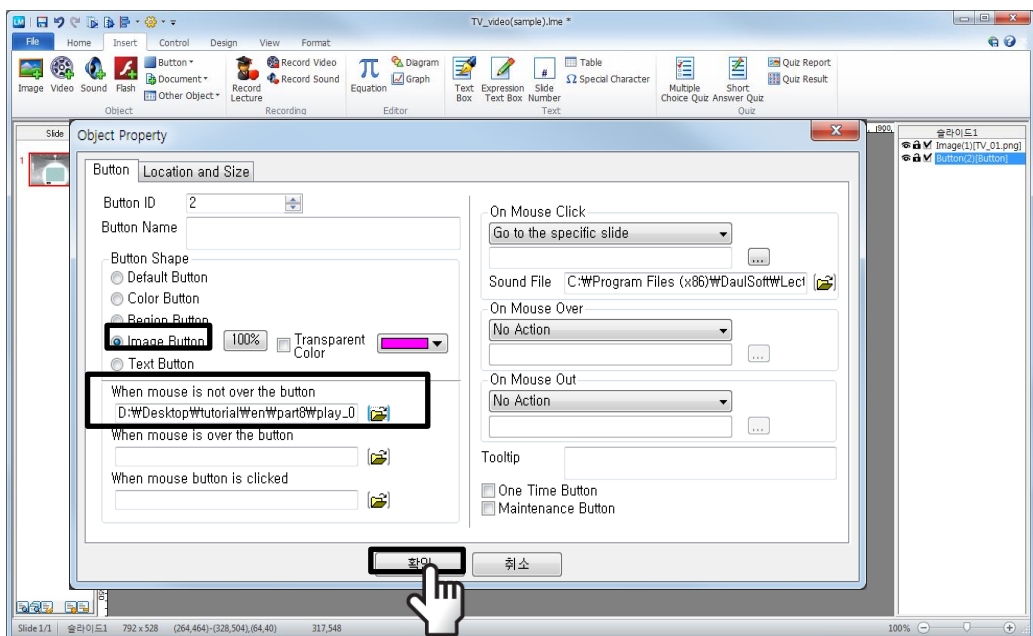 TV_video(sample).lme *
File Home Insert Control Design View Format
Image Video Sound Flash
Button
Document
Other Object
Object
Record Lecture
Record Video
Record Sound
Recording
Equation
Diagram
Graph
Editor
Text Box
Expression Text Box
Slide Number
Table
Special Character
Text
Multiple Choice Quiz
Short Answer Quiz
Quiz Report
Quiz Result
Quiz
Slide
1
Object Property
Button Location and Size
Button ID 2
Button Name
Button Shape
Default Button
Color Button
Region Button
Image Button 100% Transparent Color
Text Button
When mouse is not over the button
D:₩Desktop₩tutorial₩en₩part8₩play_0
When mouse is over the button
When mouse button is clicked
On Mouse Click
Go to the specific slide
...
Sound File C:₩Program Files (x86)₩DaulSoft₩Lect
On Mouse Over
No Action
...
On Mouse Out
No Action
...
Tooltip
One Time Button
Maintenance Button
확인 취소
900
슬라이드1
Image(1)[TV_01.png]
Button(2)[Button]
Slide 1/1 슬라이드1 792 x 528 (264,464)-(328,504),(64,40) 317,548 100%